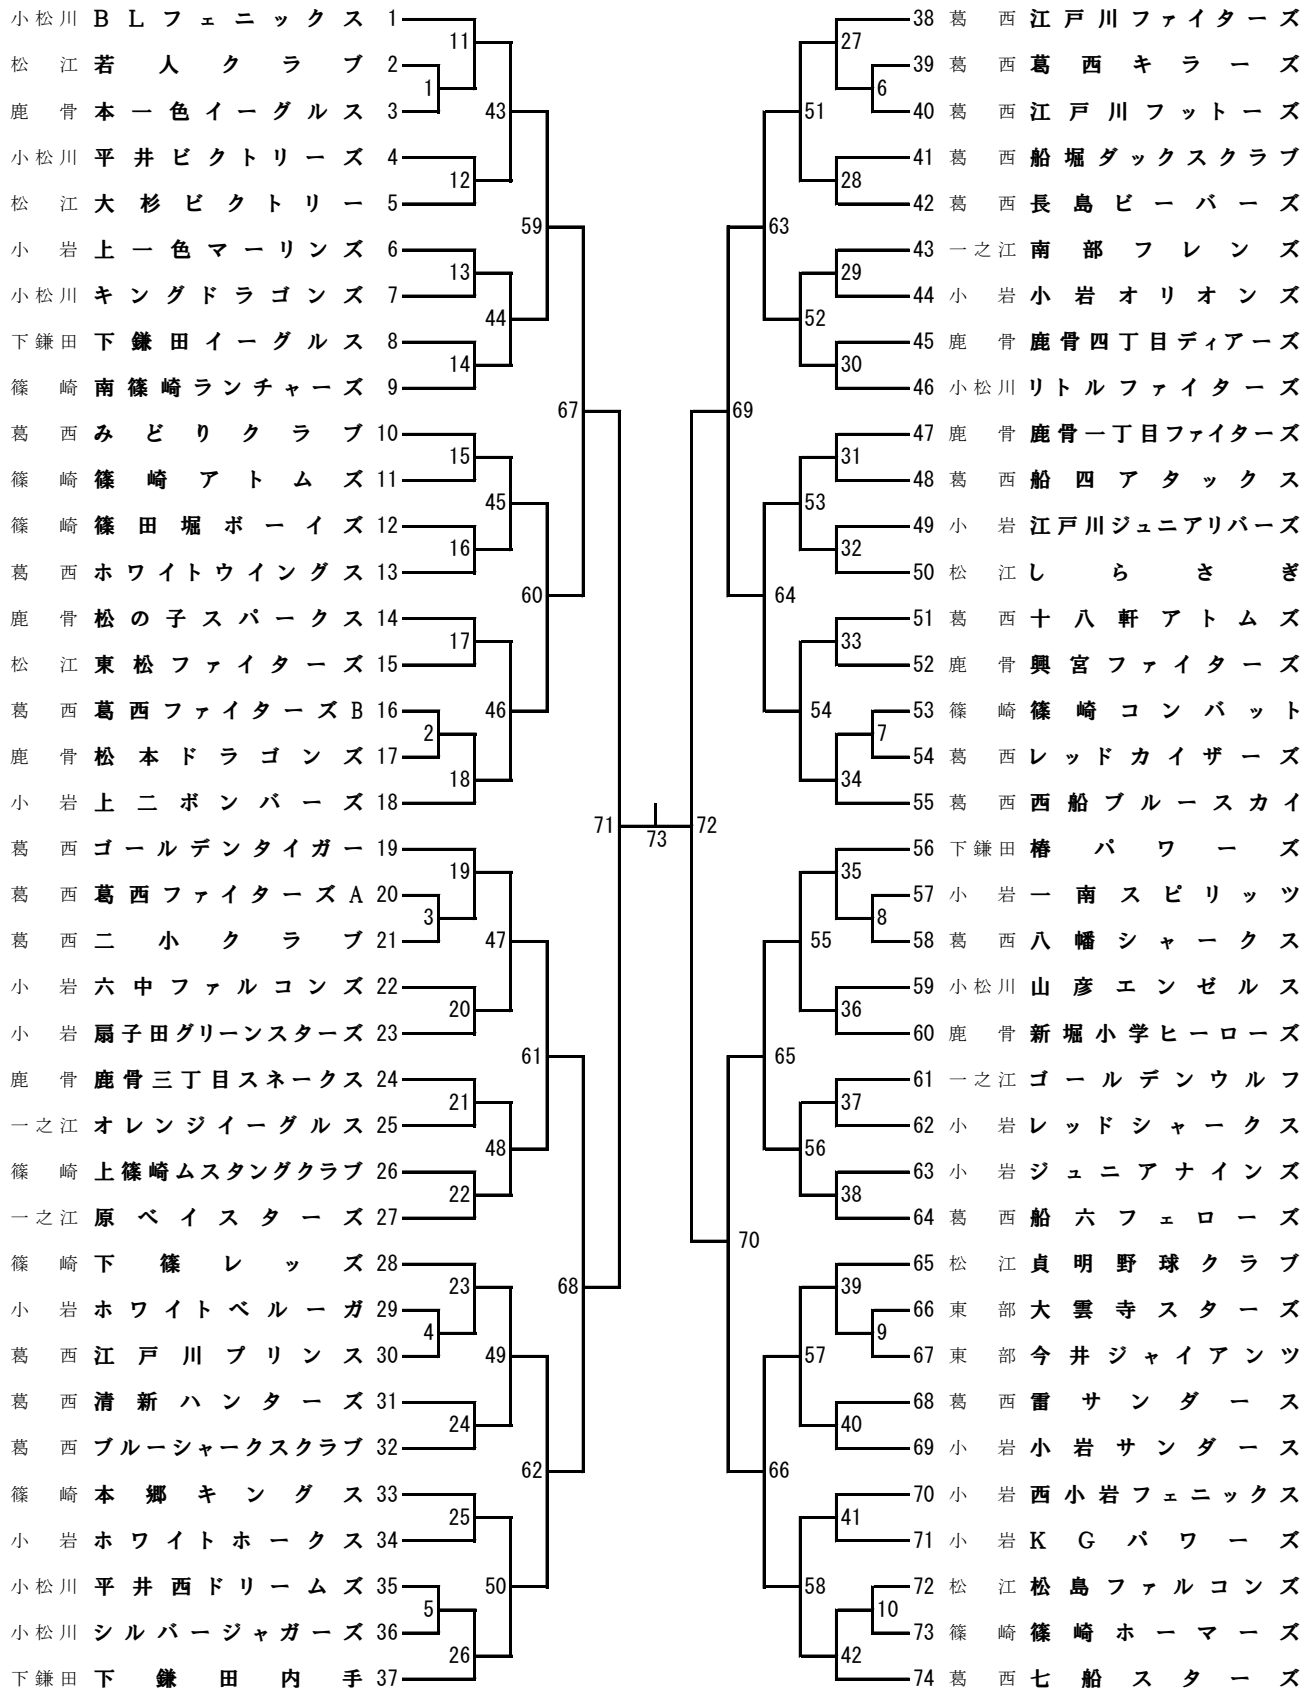 小松川 ＢＬフェニックス 1
松江 若人クラブ 2
鹿骨 本一色イーグルス 3
小松川 平井ビクトリーズ 4
松江 大杉ビクトリー 5
小岩 上一色マーリンズ 6
小松川 キングドラゴンズ 7
下鎌田 下鎌田イーグルス 8
篠崎 南篠崎ランチャーズ 9
葛西 みどりクラブ 10
篠崎 篠崎アトムズ 11
篠崎 篠田堀ボーイズ 12
葛西 ホワイトウイングス 13
鹿骨 松の子スパークス 14
松江 東松ファイターズ 15
葛西 葛西ファイターズＢ 16
鹿骨 松本ドラゴンズ 17
小岩 上二ボンバーズ 18
葛西 ゴールデンタイガー 19
葛西 葛西ファイターズＡ 20
葛西 二小クラブ 21
小岩 六中ファルコンズ 22
小岩 扇子田グリーンスターズ 23
鹿骨 鹿骨三丁目スネークス 24
一之江 オレンジイーグルス 25
篠崎 上篠崎ムスタングクラブ 26
一之江 原ベイスターズ 27
篠崎 下篠レッズ 28
小岩 ホワイトベルーガ 29
葛西 江戸川プリンス 30
葛西 清新ハンターズ 31
葛西 ブルーシャークスクラブ 32
篠崎 本郷キングス 33
小岩 ホワイトホークス 34
小松川 平井西ドリームズ 35
小松川 シルバージャガーズ 36
下鎌田 下鎌田内手 37
1
2
3
4
5
11
12
13
14
15
16
17
18
19
20
21
22
23
24
25
26
43
44
45
46
47
48
49
50
59
60
61
62
67
68
71
73
72
69
70
63
64
65
66
51
52
53
54
55
56
57
58
27
28
29
30
31
32
33
34
35
36
37
38
39
40
41
42
6
7
8
9
10
38 葛西 江戸川ファイターズ
39 葛西 葛西キラーズ
40 葛西 江戸川フットーズ
41 葛西 船堀ダックスクラブ
42 葛西 長島ビーバーズ
43 一之江 南部フレンズ
44 小岩 小岩オリオンズ
45 鹿骨 鹿骨四丁目ディアーズ
46 小松川 リトルファイターズ
47 鹿骨 鹿骨一丁目ファイターズ
48 葛西 船四アタックス
49 小岩 江戸川ジュニアリバーズ
50 松江 しらさぎ
51 葛西 十八軒アトムズ
52 鹿骨 興宮ファイターズ
53 篠崎 篠崎コンバット
54 葛西 レッドカイザーズ
55 葛西 西船ブルースカイ
56 下鎌田 椿パワーズ
57 小岩 一南スピリッツ
58 葛西 八幡シャークス
59 小松川 山彦エンゼルス
60 鹿骨 新堀小学ヒーローズ
61 一之江 ゴールデンウルフ
62 小岩 レッドシャークス
63 小岩 ジュニアナインズ
64 葛西 船六フェローズ
65 松江 貞明野球クラブ
66 東部 大雲寺スターズ
67 東部 今井ジャイアンツ
68 葛西 雷サンダース
69 小岩 小岩サンダース
70 小岩 西小岩フェニックス
71 小岩 ＫＧパワーズ
72 松江 松島ファルコンズ
73 篠崎 篠崎ホーマーズ
74 葛西 七船スターズ